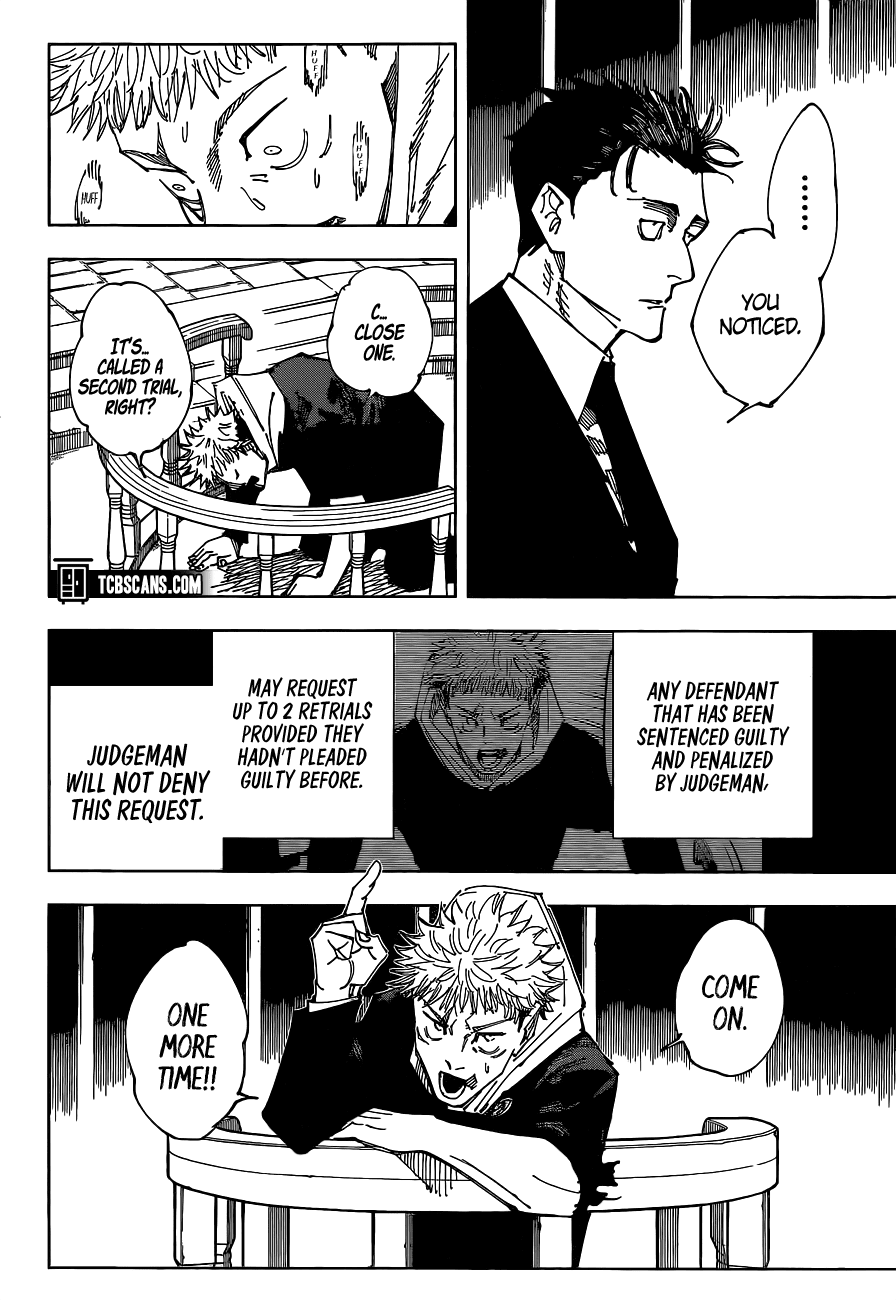 ......
YOU
NOTICED.
HUFF
HUFF
HUFF
C...
CLOSE
ONE.
IT'S...
CALLED A
SECOND TRIAL,
RIGHT?
TCBSCANS.COM
ANY DEFENDANT
THAT HAS BEEN
SENTENCED GUILTY
AND PENALIZED
BY JUDGEMAN,
MAY REQUEST
UP TO 2 RETRIALS
PROVIDED THEY
HADN'T PLEADED
GUILTY BEFORE.
JUDGEMAN
WILL NOT DENY
THIS REQUEST.
COME
ON.
ONE
MORE
TIME!!